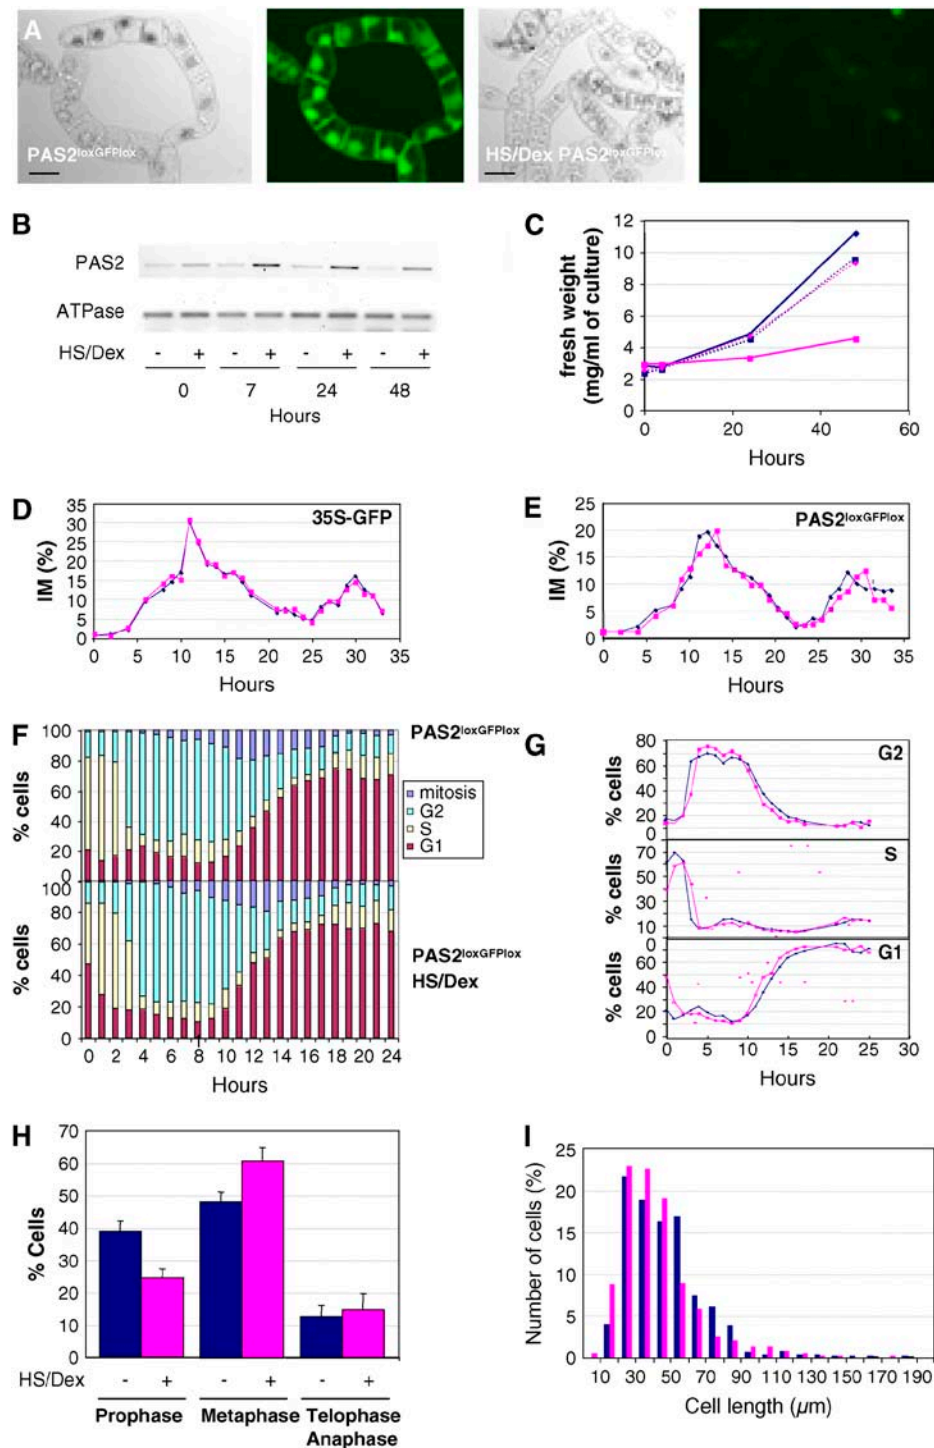 A
PAS2loxGFPlox
HS/Dex PAS2loxGFPlox
B
PAS2
ATPase
HS/Dex - + - + - + - +
0 7 24 48
Hours
C
fresh weight
(mg/ml of culture)
12
10
8
6
4
2
0
0 20 40 60
Hours
D
35S-GFP
IM (%)
35
30
25
20
15
10
5
0
0 5 10 15 20 25 30 35
Hours
E
PAS2loxGFPlox
IM (%)
25
20
15
10
5
0
0 5 10 15 20 25 30 35
Hours
F
PAS2loxGFPlox
% cells
100
80
60
40
20
0
mitosis
G2
S
G1
% cells
80
60
40
20
0
PAS2loxGFPlox
HS/Dex
0 2 4 6 8 10 12 14 16 18 20 22 24
Hours
G
G2
% cells
80
60
40
20
0
S
% cells
70
50
30
10
0
G1
% cells
80
60
40
20
0
0 5 10 15 20 25 30
Hours
H
% Cells
70
60
50
40
30
20
10
0
HS/Dex - + - + - +
Prophase Metaphase Telophase
Anaphase
I
Number of cells (%)
25
20
15
10
5
0
10 30 50 70 90 110 130 150 170 190
Cell length (µm)